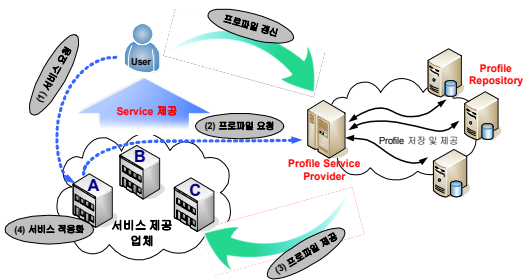 프로파일 갱신
(1) 서비스 요청
User
Profile
Repository
Service 제공
(2) 프로파일 요청
Profile 저장 및 제공
Profile Service
Provider
A
B
C
서비스 제공
업체
(4) 서비스 적용화
(3) 프로파일 제공